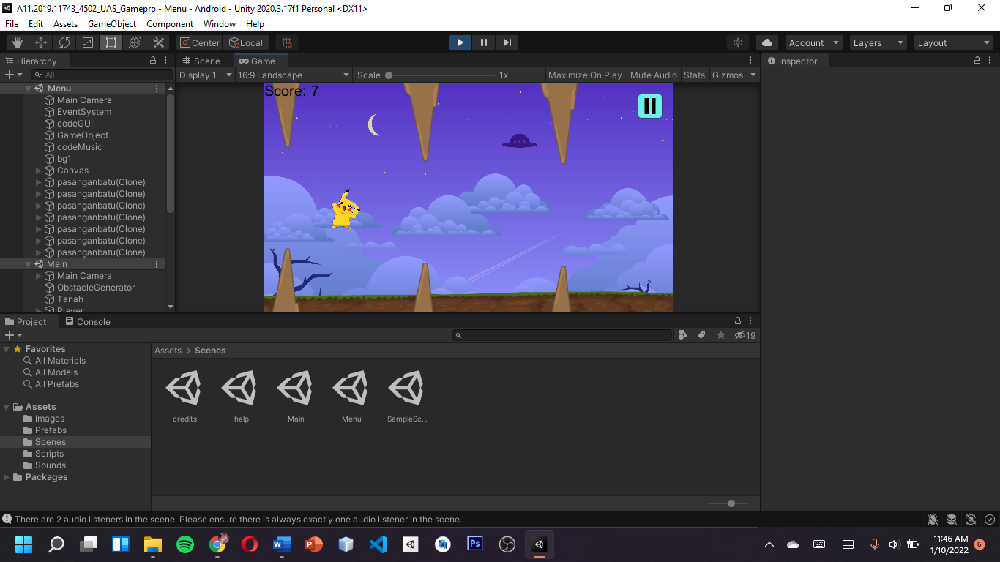 A11.2019.11743_4502_UAS_Gamepro - Menu - Android - Unity 2020.3.17f1 Personal <DX11>
File Edit Assets GameObject Component Window Help
Center Local Account Layers Layout
Hierarchy
All
Menu
Main Camera
EventSystem
codeGUI
GameObject
codeMusic
bg1
Canvas
pasanganbatu(Clone)
pasanganbatu(Clone)
pasanganbatu(Clone)
pasanganbatu(Clone)
pasanganbatu(Clone)
pasanganbatu(Clone)
pasanganbatu(Clone)
Main
Main Camera
ObstacleGenerator
Tanah
Player
Scene Game
Display 1 16:9 Landscape Scale 1x Maximize On Play Mute Audio Stats Gizmos
Score: 7
Inspector
Project Console
19
Favorites
All Materials
All Models
All Prefabs
Assets
Images
Prefabs
Scenes
Scripts
Sounds
Packages
Assets > Scenes
credits help Main Menu SampleSc...
There are 2 audio listeners in the scene. Please ensure there is always exactly one audio listener in the scene.
Ps
11:46 AM
1/10/2022
6